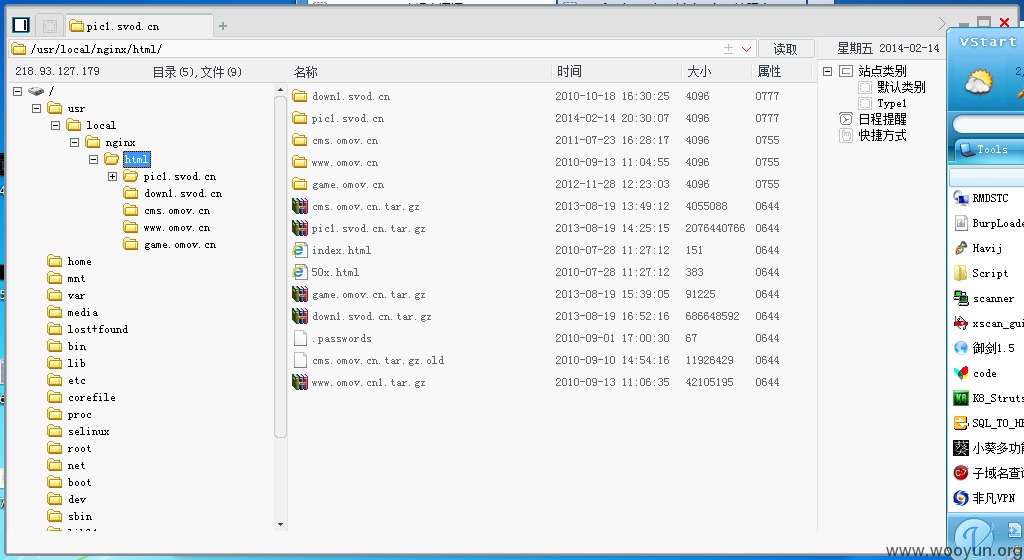 pic1.svod.cn
/usr/local/nginx/html/
读取
星期五 2014-02-14
218.93.127.179
目录(5),文件(9)
名称 时间 大小 属性
/
usr
local
nginx
html
pic1.svod.cn
down1.svod.cn
cms.omov.cn
www.omov.cn
game.omov.cn
home
mnt
var
media
lost+found
bin
lib
etc
corefile
proc
selinux
root
net
boot
dev
sbin
down1.svod.cn 2010-10-18 16:30:25 4096 0777
pic1.svod.cn 2014-02-14 20:30:07 4096 0777
cms.omov.cn 2011-07-23 16:28:17 4096 0755
www.omov.cn 2010-09-13 11:04:55 4096 0755
game.omov.cn 2012-11-28 12:23:03 4096 0755
cms.omov.cn.tar.gz 2013-08-19 13:49:12 4055088 0644
pic1.svod.cn.tar.gz 2013-08-19 14:25:15 2076440766 0644
index.html 2010-07-28 11:27:12 151 0644
50x.html 2010-07-28 11:27:12 383 0644
game.omov.cn.tar.gz 2013-08-19 15:39:05 91225 0644
down1.svod.cn.tar.gz 2013-08-19 16:52:16 686648592 0644
.passwords 2010-09-01 17:00:30 67 0644
cms.omov.cn.tar.gz.old 2010-09-10 14:54:16 11926429 0644
www.omov.cn1.tar.gz 2010-09-13 11:06:35 42105195 0644
站点类别
默认类别
Type1
日程提醒
快捷方式
vStart
Tools
RMDSTC
BurpLoade
Havij
Script
scanner
xscan_gui
御剑1.5
code
K8_Struts
SQL_TO_HE
小葵多功能
子域名查询
非凡VPN
www.wooyun.org